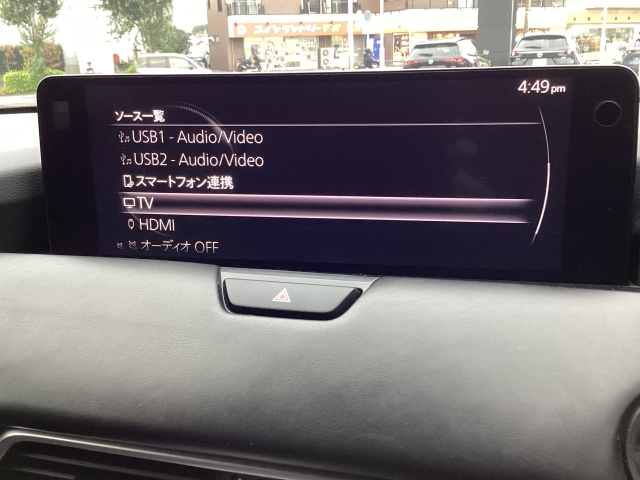 4:49pm
ソース一覧
USB1 - Audio/Video
USB2 - Audio/Video
スマートフォン連携
TV
HDMI
オーディオ OFF